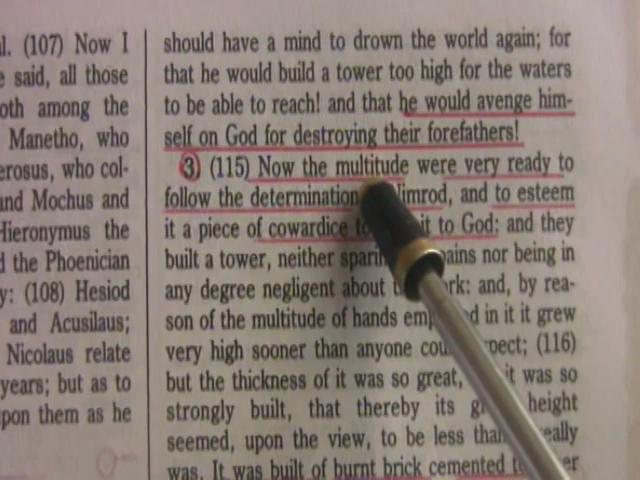 al. (107) Now I
e said, all those
oth among the
Manetho, who
erosus, who col-
and Mochus and
Hieronymus the
d the Phoenician
y: (108) Hesiod
and Acusilaus;
Nicolaus relate
years; but as to
upon them as he
should have a mind to drown the world again; for
that he would build a tower too high for the waters
to be able to reach! and that he would avenge him-
self on God for destroying their forefathers!
3) (115) Now the multitude were very ready to
follow the determination imrod, and to esteem
it a piece of cowardice to it to God; and they
built a tower, neither sparin ains nor being in
any degree negligent about rk: and, by rea-
son of the multitude of hands emp d in it it grew
very high sooner than anyone cou pect; (116)
but the thickness of it was so great, it was so
strongly built, that thereby its height
seemed, upon the view, to be less than eally
was. It was built of burnt brick cemented er